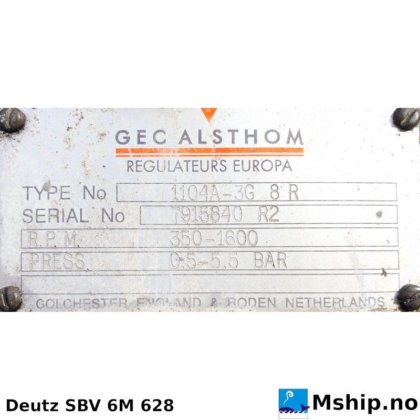 GEC ALSTHOM
REGULATEURS EUROPA
TYPE No 1104A-3G 8 R
SERIAL No 7915840 R2
R.P.M. 350-1600
PRESS 0.5-5.5 BAR
COLCHESTER ENGLAND & RODEN NETHERLANDS
Deutz SBV 6M 628
Mship.no